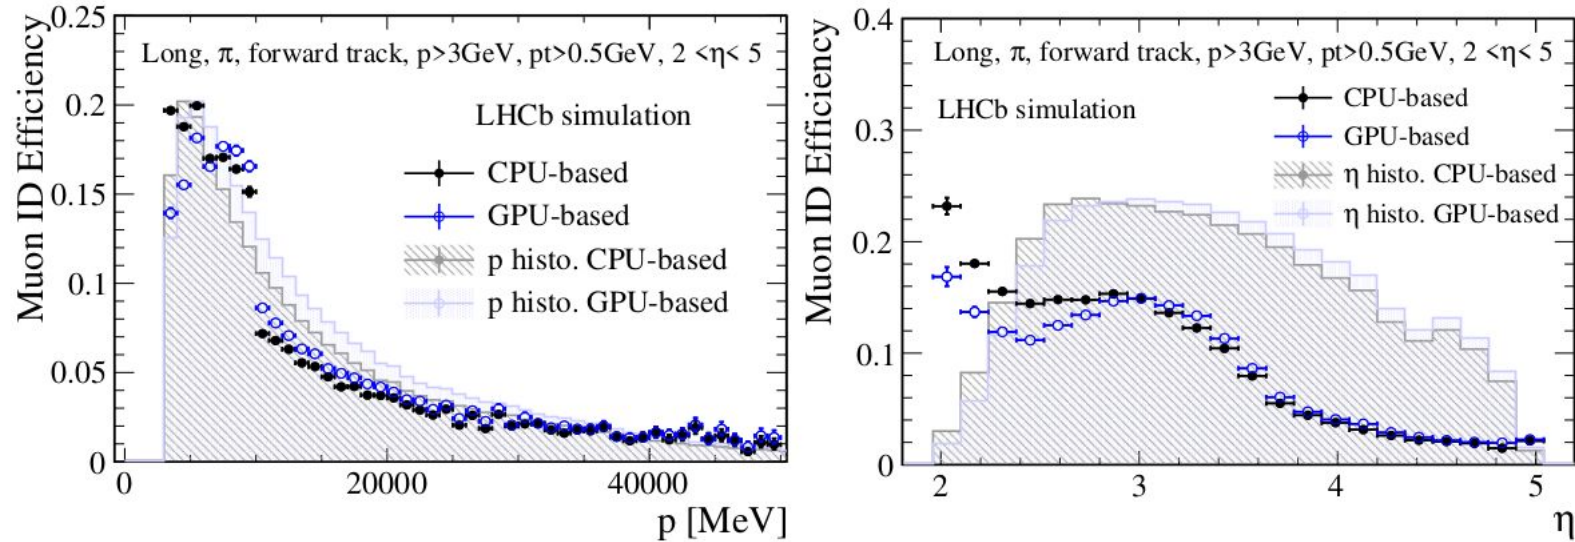 Muon ID Efficiency
0.25
0.2
0.15
0.1
0.05
0
Long, π, forward track, p>3GeV, pt>0.5GeV, 2 <η< 5
LHCb simulation
CPU-based
GPU-based
p histo. CPU-based
p histo. GPU-based
0 20000 40000
p [MeV]
Muon ID Efficiency
0.4
0.3
0.2
0.1
0
Long, π, forward track, p>3GeV, pt>0.5GeV, 2 <η< 5
LHCb simulation
CPU-based
GPU-based
η histo. CPU-based
η histo. GPU-based
2 3 4 5
η